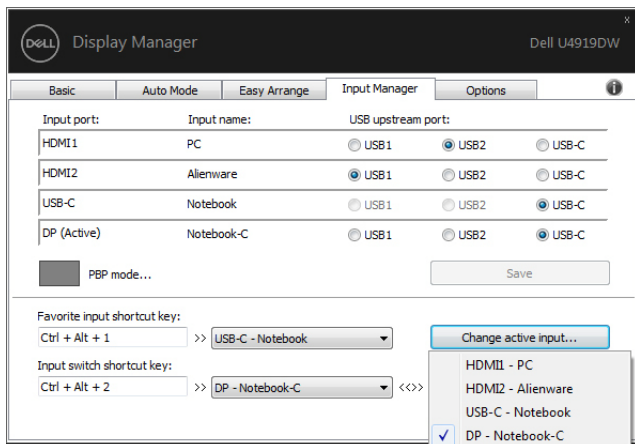 x
DELL Display Manager Dell U4919DW
Basic Auto Mode Easy Arrange Input Manager Options i
Input port: Input name: USB upstream port:
HDMI1 PC USB1 USB2 USB-C
HDMI2 Alienware USB1 USB2 USB-C
USB-C Notebook USB1 USB2 USB-C
DP (Active) Notebook-C USB1 USB2 USB-C
PBP mode... Save
Favorite input shortcut key:
Ctrl + Alt + 1 >> USB-C - Notebook Change active input...
Input switch shortcut key:
Ctrl + Alt + 2 >> DP - Notebook-C <<>>
HDMI1 - PC
HDMI2 - Alienware
USB-C - Notebook
DP - Notebook-C